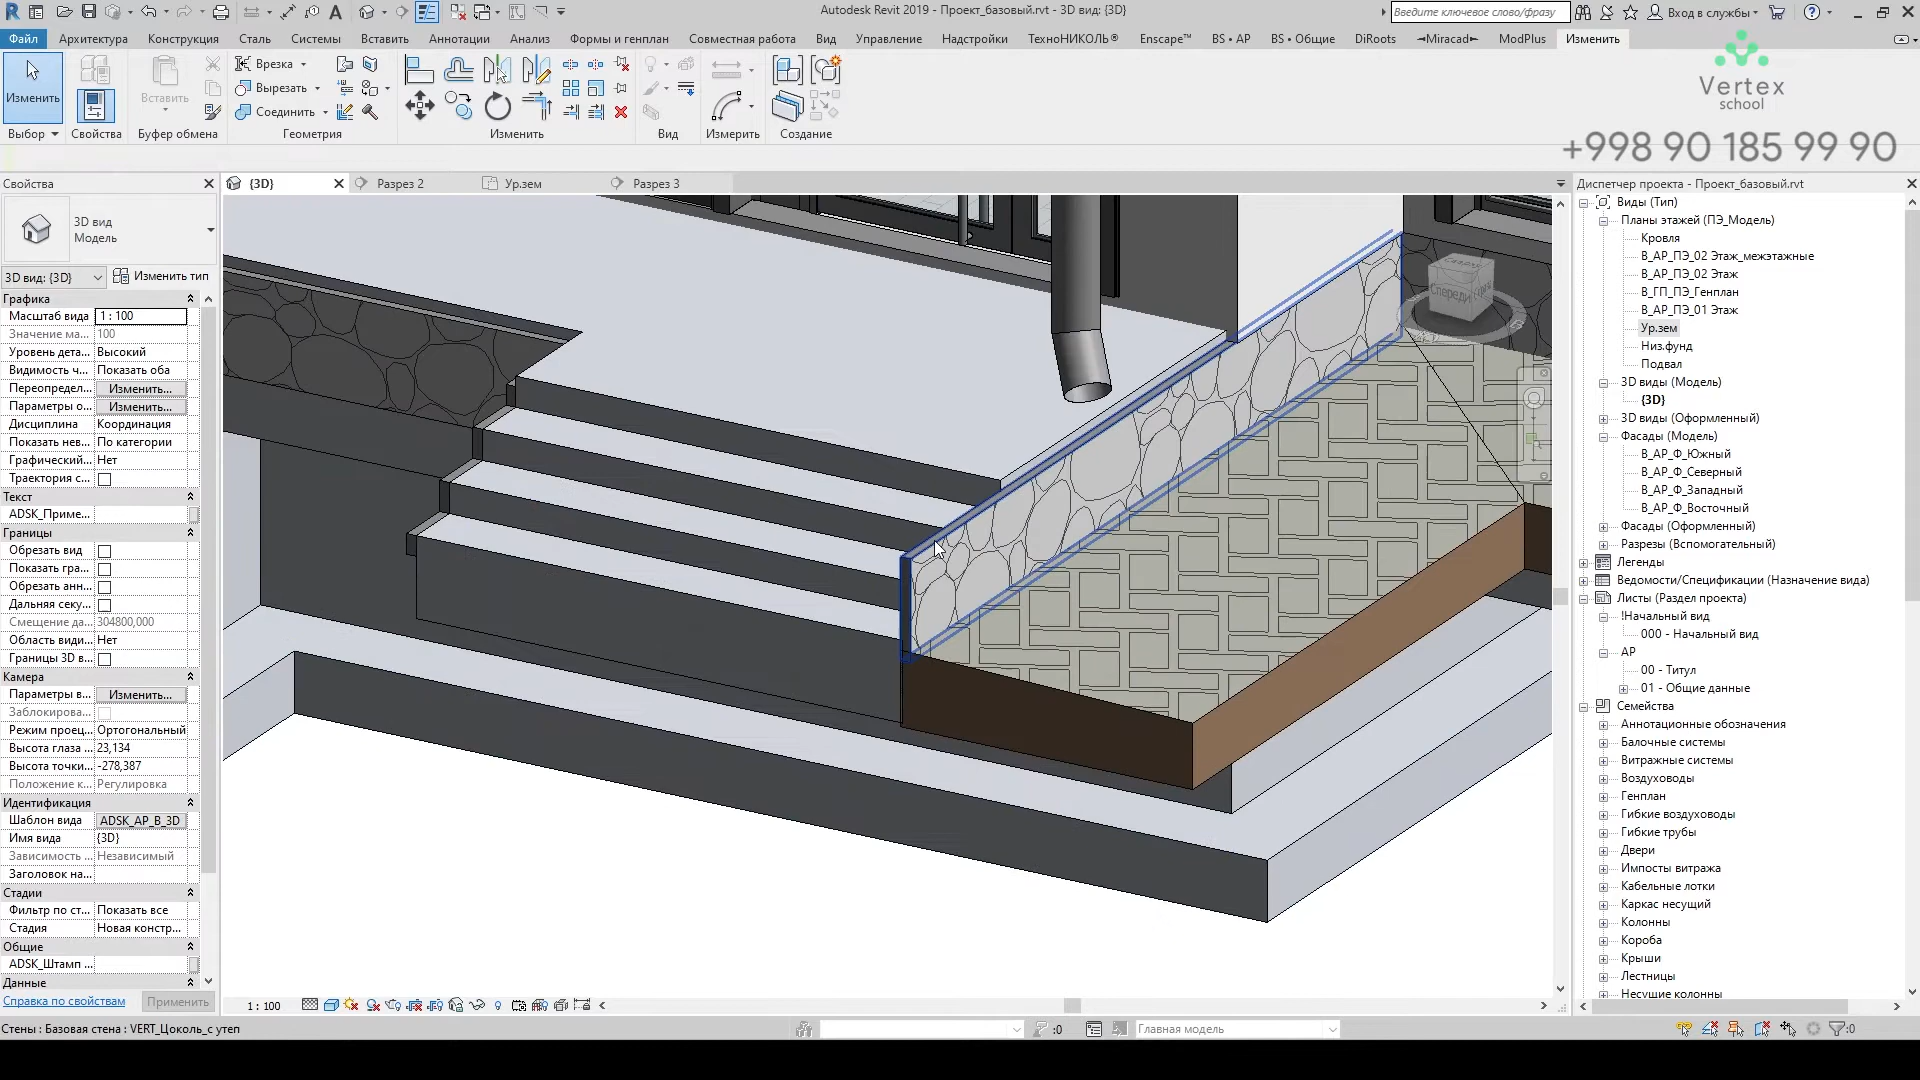 Autodesk Revit 2019 - Проект_базовый.rvt - 3D вид: {3D}
Введите ключевое слово/фразу
Вход в службы
Файл Архитектура Конструкция Сталь Системы Вставить Аннотации Анализ Формы и генплан Совместная работа Вид Управление Надстройки ТехноНИКОЛЬ® Enscape™ BS • AP BS • Общие DiRoots ◄Miracad► ModPlus Изменить
Изменить
Вставить
Врезка
Вырезать
Соединить
Выбор Свойства Буфер обмена Геометрия Изменить Вид Измерить Создание
Vertex
school
+998 90 185 99 90
Свойства
{3D} Разрез 2 Ур.зем Разрез 3
Диспетчер проекта - Проект_базовый.rvt
3D вид
Модель
3D вид: {3D} Изменить тип
Графика
Масштаб вида 1 : 100
Значение ма... 100
Уровень дета... Высокий
Видимость ч... Показать оба
Переопредел... Изменить...
Параметры о... Изменить...
Дисциплина Координация
Показать нев... По категории
Графический... Нет
Траектория с...
Текст
ADSK_Приме...
Границы
Обрезать вид
Показать гра...
Обрезать анн...
Дальняя секу...
Смещение да... 304800,000
Область види... Нет
Границы 3D в...
Камера
Параметры в... Изменить...
Заблокирова...
Режим проец... Ортогональный
Высота глаза 23,134
Высота точки... -278,387
Положение к... Регулировка
Идентификация
Шаблон вида ADSK_АР_В_3D
Имя вида {3D}
Зависимость ... Независимый
Заголовок на...
Стадии
Фильтр по ст... Показать все
Стадия Новая констр...
Общие
ADSK_Штамп ...
Данные
Справка по свойствам Применить
Спереди
Виды (Тип)
Планы этажей (ПЭ_Модель)
Кровля
В_АР_ПЭ_02 Этаж_межэтажные
В_АР_ПЭ_02 Этаж
В_ГП_ПЭ_Генплан
В_АР_ПЭ_01 Этаж
Ур.зем
Низ.фунд
Подвал
3D виды (Модель)
{3D}
3D виды (Оформленный)
Фасады (Модель)
В_АР_Ф_Южный
В_АР_Ф_Северный
В_АР_Ф_Западный
В_АР_Ф_Восточный
Фасады (Оформленный)
Разрезы (Вспомогательный)
Легенды
Ведомости/Спецификации (Назначение вида)
Листы (Раздел проекта)
!Начальный вид
000 - Начальный вид
АР
00 - Титул
01 - Общие данные
Семейства
Аннотационные обозначения
Балочные системы
Витражные системы
Воздуховоды
Генплан
Гибкие воздуховоды
Гибкие трубы
Двери
Импосты витража
Кабельные лотки
Каркас несущий
Колонны
Короба
Крыши
Лестницы
Несущие колонны
1 : 100
Стены : Базовая стена : VERT_Цоколь_с утеп
:0
Главная модель
:0